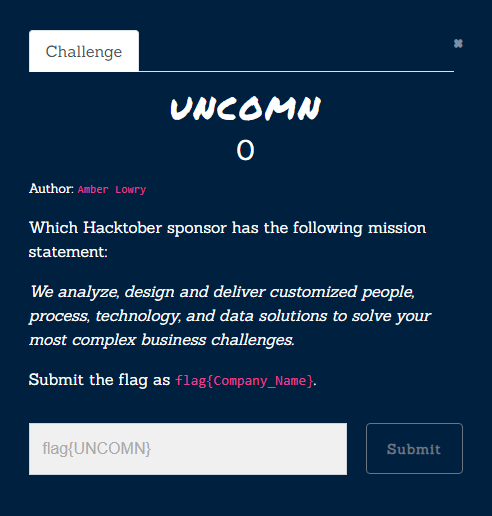 Challenge
✖
UNCOMN
0
Author: Amber Lowry
Which Hacktober sponsor has the following mission
statement:
We analyze, design and deliver customized people,
process, technology, and data solutions to solve your
most complex business challenges.
Submit the flag as flag{Company_Name}.
flag{UNCOMN}
Submit